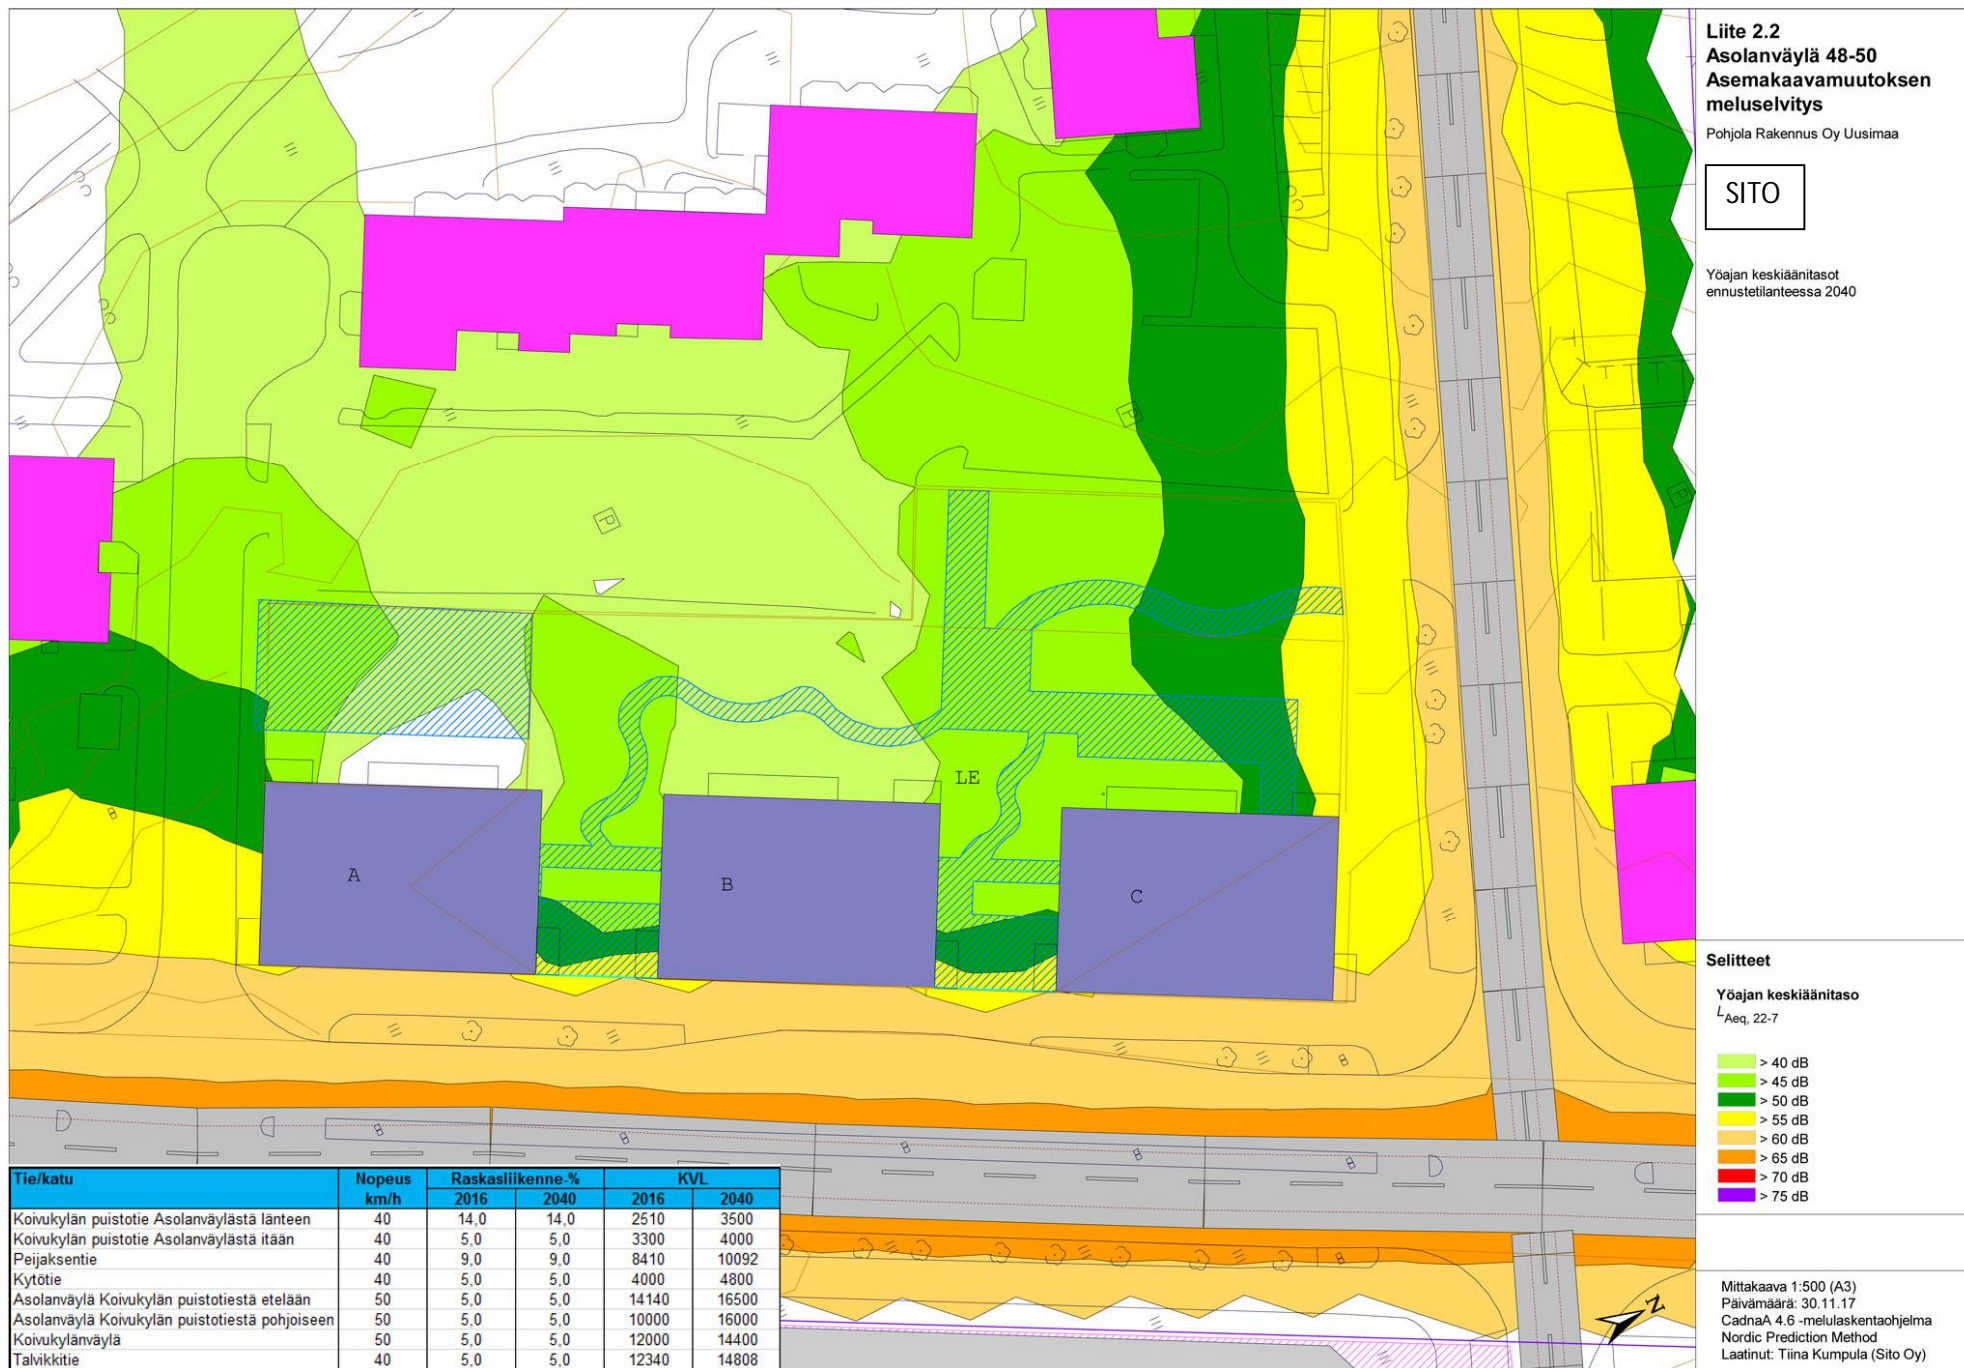 Liite 2.2
Asolanväylä 48-50
Asemakaavamuutoksen
meluselvitys
Pohjola Rakennus Oy Uusimaa
SITO
Yöajan keskiäänitasot
ennustetilanteessa 2040
P
P
P
LE
A
B
C
Selitteet
Yöajan keskiäänitaso
LAeq, 22-7
> 40 dB
> 45 dB
> 50 dB
> 55 dB
> 60 dB
> 65 dB
> 70 dB
> 75 dB
Tie/katu Nopeus km/h Raskasliikenne-% KVL
2016 2040 2016 2040
Koivukylän puistotie Asolanväylästä länteen 40 14,0 14,0 2510 3500
Koivukylän puistotie Asolanväylästä itään 40 5,0 5,0 3300 4000
Peijaksentie 40 9,0 9,0 8410 10092
Kytötie 40 5,0 5,0 4000 4800
Asolanväylä Koivukylän puistotiestä etelään 50 5,0 5,0 14140 16500
Asolanväylä Koivukylän puistotiestä pohjoiseen 50 5,0 5,0 10000 16000
Koivukylänväylä 50 5,0 5,0 12000 14400
Talvikkitie 40 5,0 5,0 12340 14808
N
Mittakaava 1:500 (A3)
Päivämäärä: 30.11.17
CadnaA 4.6 -melulaskentaohjelma
Nordic Prediction Method
Laatinut: Tiina Kumpula (Sito Oy)